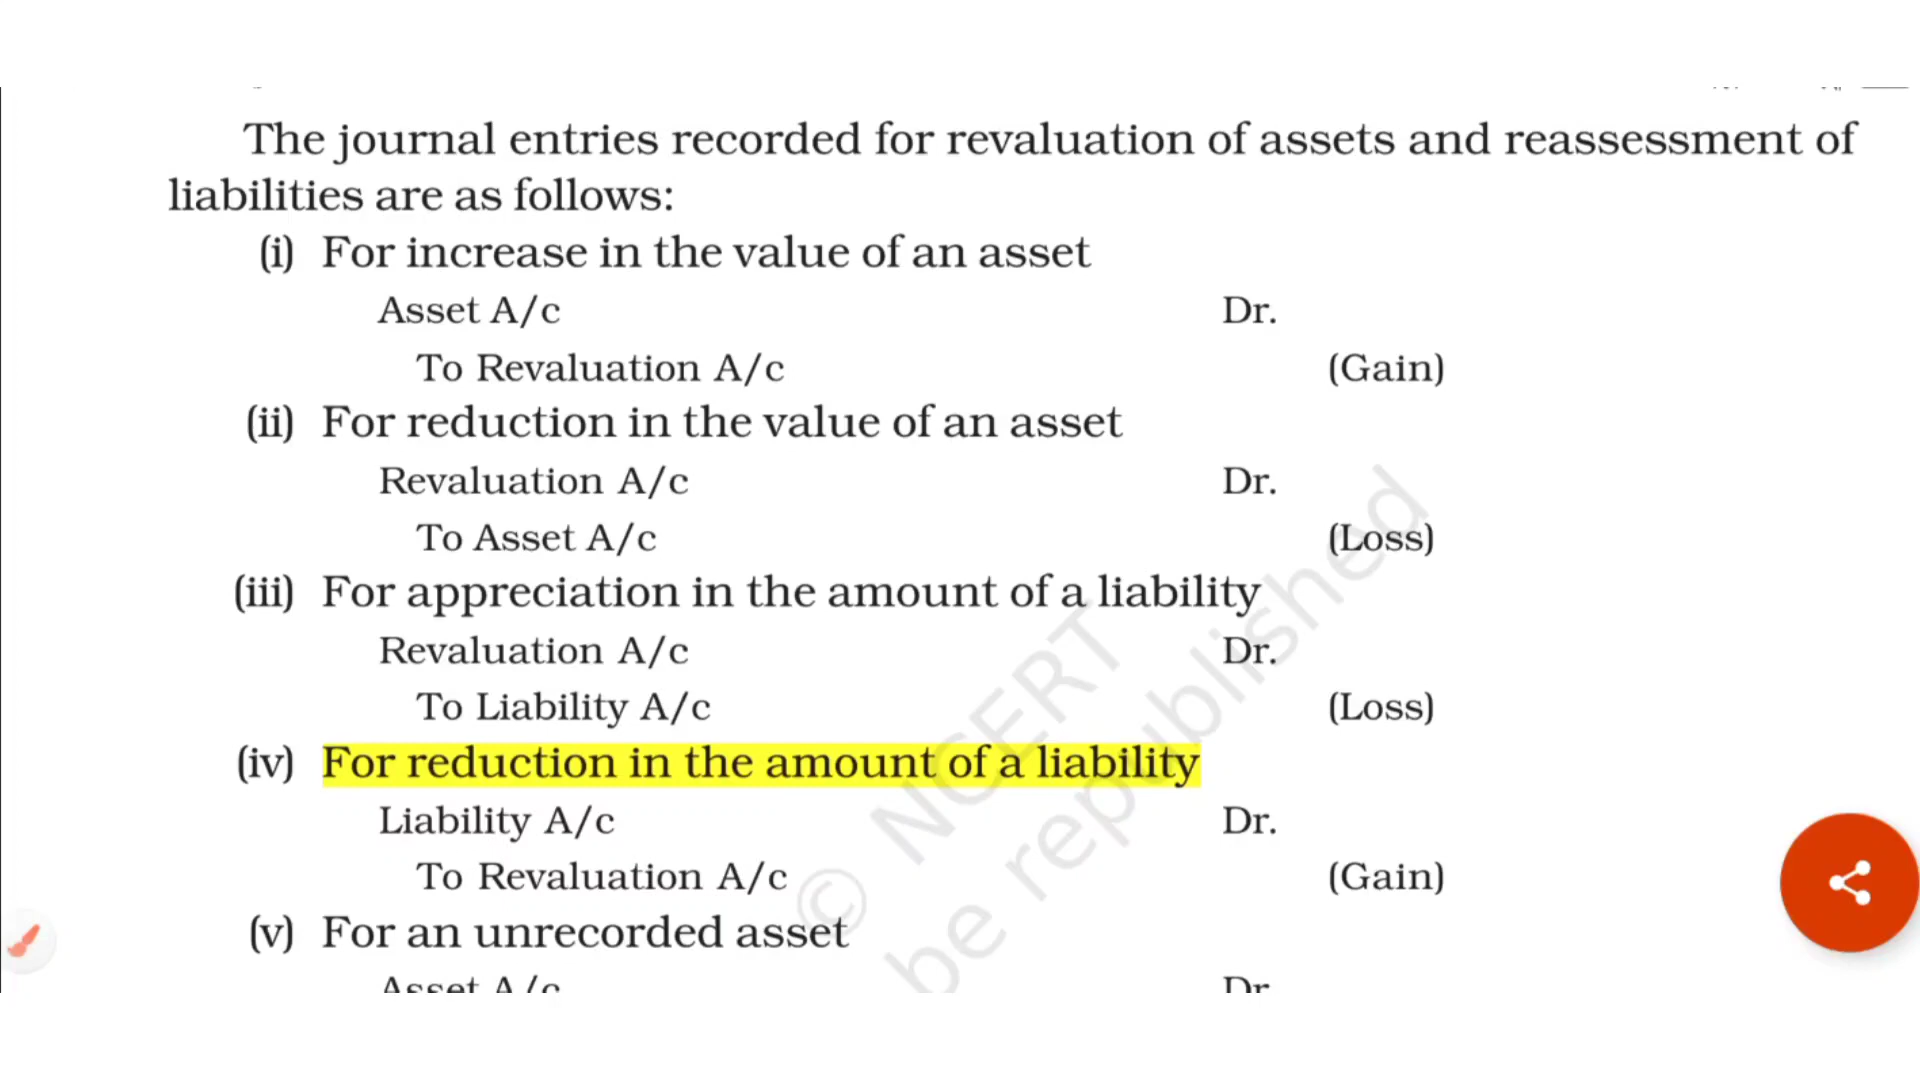 The journal entries recorded for revaluation of assets and reassessment of
liabilities are as follows:
(i) For increase in the value of an asset
Asset A/c Dr.
To Revaluation A/c (Gain)
(ii) For reduction in the value of an asset
Revaluation A/c Dr.
To Asset A/c (Loss)
(iii) For appreciation in the amount of a liability
Revaluation A/c Dr.
To Liability A/c (Loss)
(iv) For reduction in the amount of a liability
Liability A/c Dr.
To Revaluation A/c (Gain)
(v) For an unrecorded asset
Asset A/c Dr.
© NCERT
be republished